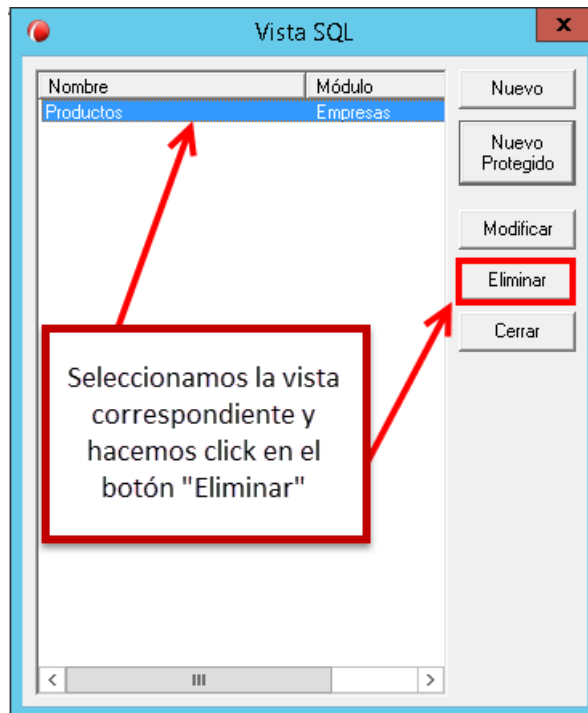 Vista SQL
x
Nombre Módulo
Productos Empresas
Nuevo
Nuevo
Protegido
Modificar
Eliminar
Cerrar
Seleccionamos la vista
correspondiente y
hacemos click en el
botón "Eliminar"